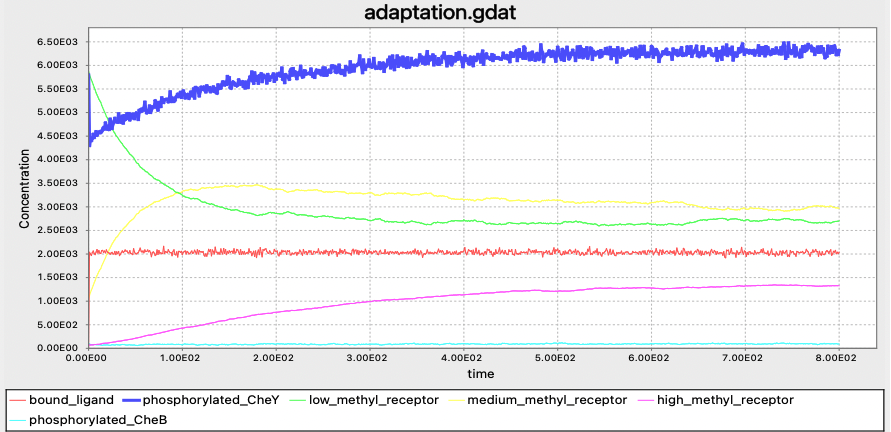 adaptation.gdat
6.50E03
6.00E03
5.50E03
5.00E03
4.50E03
4.00E03
3.50E03
3.00E03
2.50E03
2.00E03
1.50E03
1.00E03
5.00E02
0.00E00
Concentration
0.00E00 1.00E02 2.00E02 3.00E02 4.00E02 5.00E02 6.00E02 7.00E02 8.00E02
time
bound_ligand phosphorylated_CheY low_methyl_receptor medium_methyl_receptor high_methyl_receptor
phosphorylated_CheB